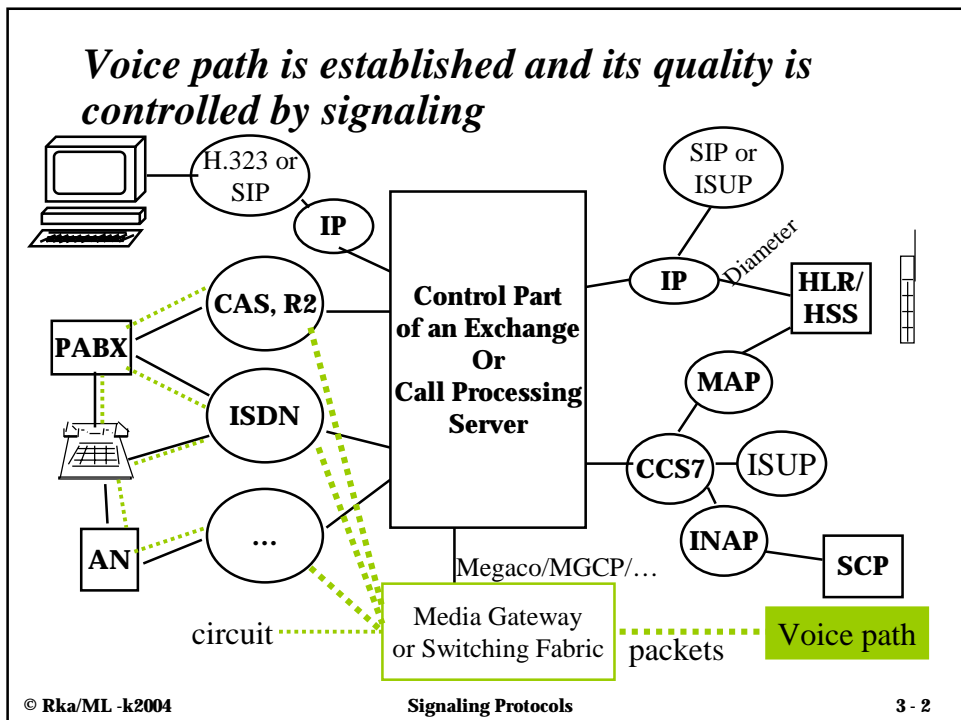 Voice path is established and its quality is
controlled by signaling
H.323 or
SIP
IP
SIP or
ISUP
IP
Diameter
HLR/
HSS
CAS, R2
PABX
Control Part
of an Exchange
Or
Call Processing
Server
MAP
ISDN
CCS7
ISUP
...
AN
INAP
SCP
Megaco/MGCP/...
Media Gateway
or Switching Fabric
circuit
packets
Voice path
© Rka/ML -k2004
Signaling Protocols
3 - 2